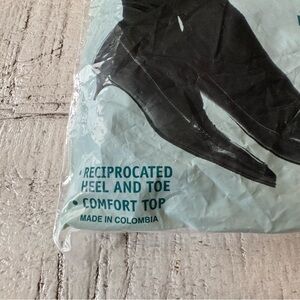 • RECIPROCATED
HEEL AND TOE
• COMFORT TOP
MADE IN COLOMBIA